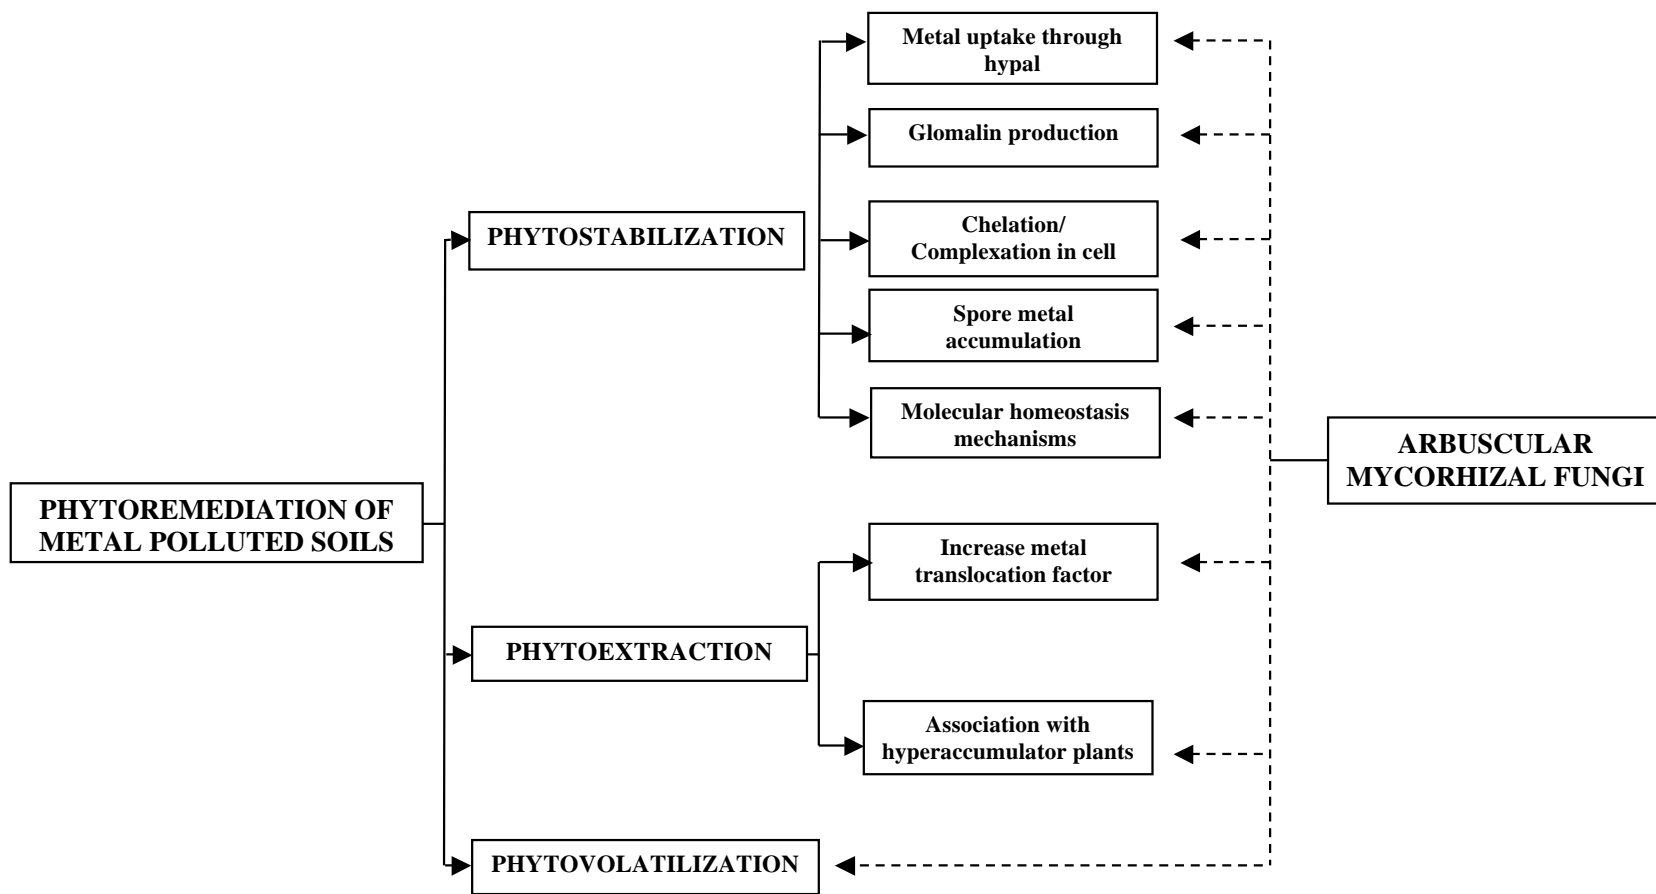 Metal uptake through
hypal
Glomalin production
Chelation/
Complexation in cell
PHYTOSTABILIZATION
Spore metal
accumulation
Molecular homeostasis
mechanisms
ARBUSCULAR
MYCORHIZAL FUNGI
PHYTOREMEDIATION OF
METAL POLLUTED SOILS
Increase metal
translocation factor
PHYTOEXTRACTION
Association with
hyperaccumulator plants
PHYTOVOLATILIZATION